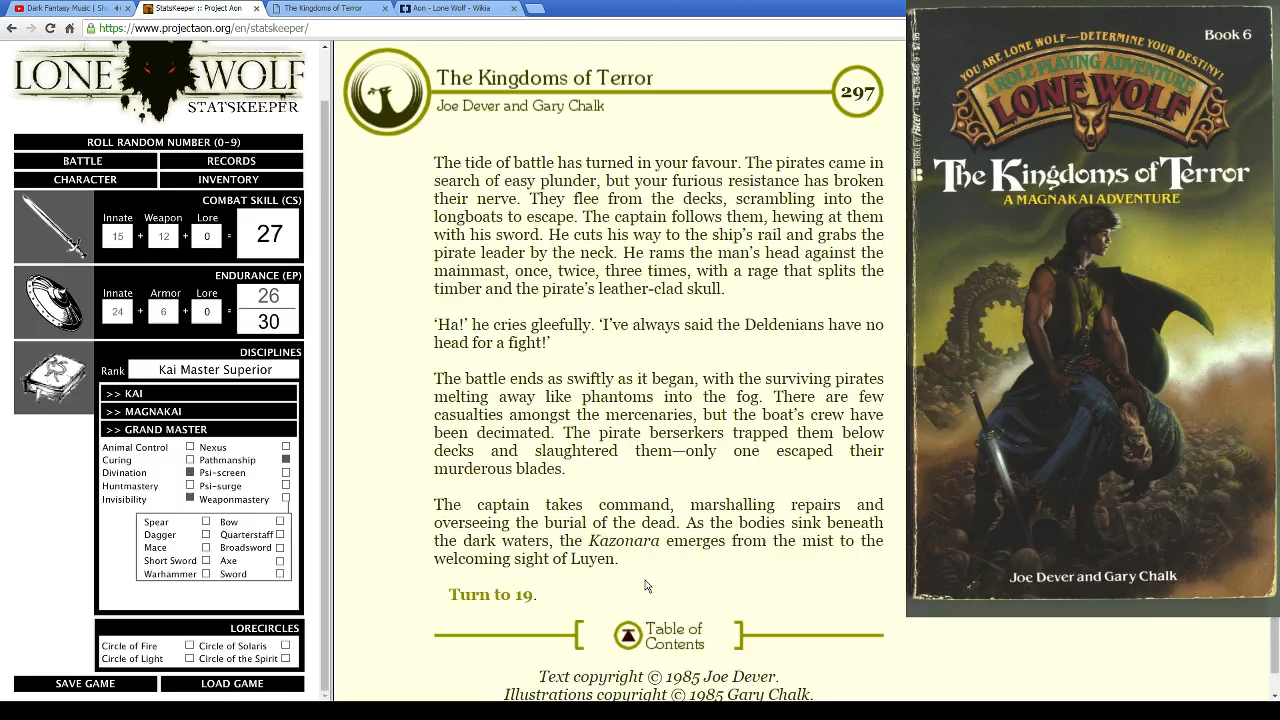 Dark Fantasy Music | Sh
StatsKeeper :: Project Aon
The Kingdoms of Terror
Aon - Lone Wolf - Wikia
https://www.projectaon.org/en/statskeeper/
LONE WOLF
STATSKEEPER
ROLL RANDOM NUMBER (0-9)
BATTLE RECORDS
CHARACTER INVENTORY
COMBAT SKILL (CS)
Innate Weapon Lore
15 + 12 + 0 = 27
ENDURANCE (EP)
Innate Armor Lore
26
24 + 6 + 0 =
30
DISCIPLINES
Rank Kai Master Superior
>> KAI
>> MAGNAKAI
>> GRAND MASTER
Animal Control Nexus
Curing Pathmanship
Divination Psi-screen
Huntmastery Psi-surge
Invisibility Weaponmastery
Spear Bow
Dagger Quarterstaff
Mace Broadsword
Short Sword Axe
Warhammer Sword
LORECIRCLES
Circle of Fire Circle of Solaris
Circle of Light Circle of the Spirit
SAVE GAME LOAD GAME
The Kingdoms of Terror
Joe Dever and Gary Chalk
297
The tide of battle has turned in your favour. The pirates came in
search of easy plunder, but your furious resistance has broken
their nerve. They flee from the decks, scrambling into the
longboats to escape. The captain follows them, hewing at them
with his sword. He cuts his way to the ship’s rail and grabs the
pirate leader by the neck. He rams the man’s head against the
mainmast, once, twice, three times, with a rage that splits the
timber and the pirate’s leather-clad skull.
‘Ha!’ he cries gleefully. ‘I’ve always said the Deldenians have no
head for a fight!’
The battle ends as swiftly as it began, with the surviving pirates
melting away like phantoms into the fog. There are few
casualties amongst the mercenaries, but the boat’s crew have
been decimated. The pirate berserkers trapped them below
decks and slaughtered them—only one escaped their
murderous blades.
The captain takes command, marshalling repairs and
overseeing the burial of the dead. As the bodies sink beneath
the dark waters, the Kazonara emerges from the mist to the
welcoming sight of Luyen.
Turn to 19.
Table of
Contents
Text copyright © 1985 Joe Dever.
Illustrations copyright © 1985 Gary Chalk.
Book 6
YOU ARE LONE WOLF—DETERMINE YOUR DESTINY!
A ROLE PLAYING ADVENTURE
LONE WOLF
The Kingdoms of Terror
A MAGNAKAI ADVENTURE
Joe Dever and Gary Chalk